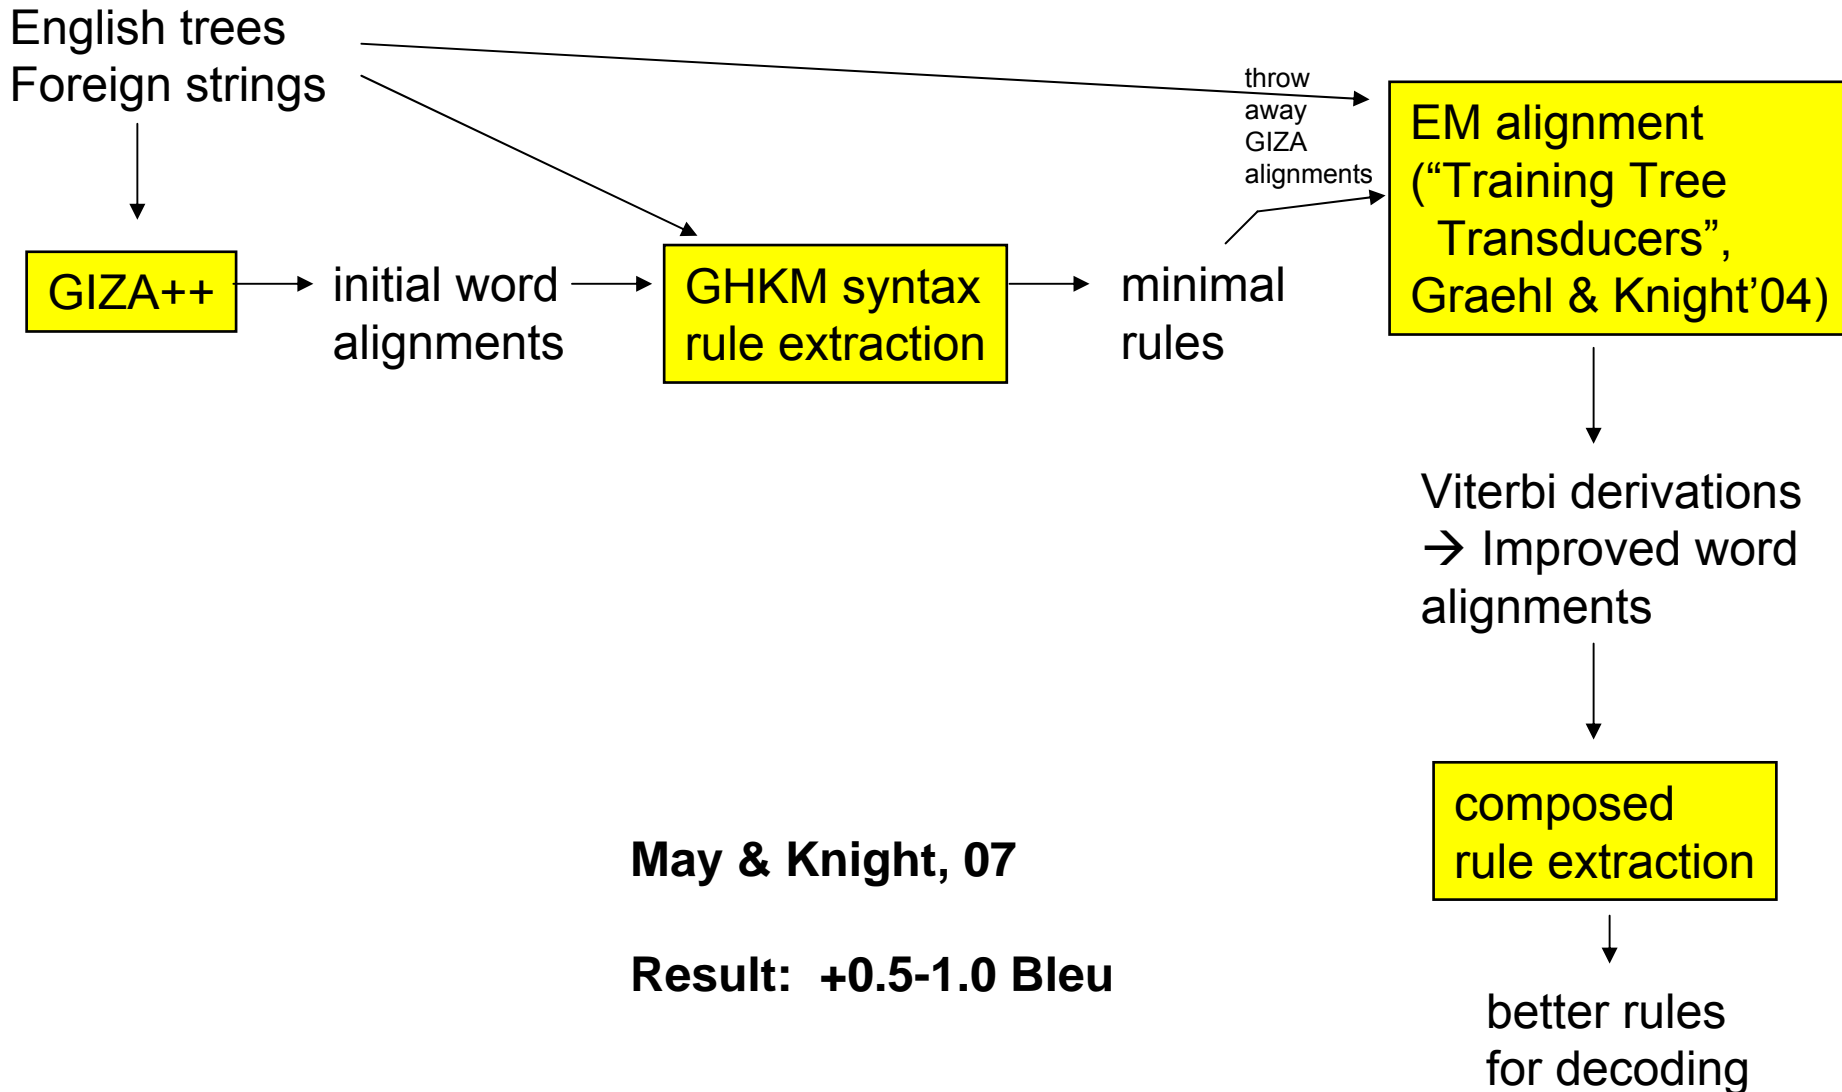 English trees
Foreign strings
throw
away
GIZA
alignments
EM alignment
(“Training Tree
Transducers”,
Graehl & Knight’04)
GIZA++
initial word
alignments
GHKM syntax
rule extraction
minimal
rules
Viterbi derivations
→ Improved word
alignments
composed
rule extraction
May & Knight, 07
Result: +0.5-1.0 Bleu
better rules
for decoding